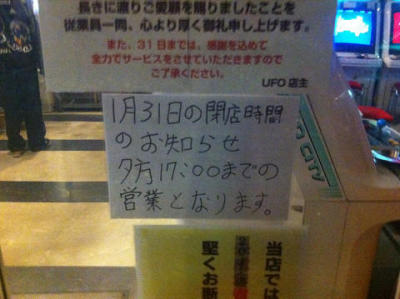 長きに渡りご愛顧を賜りましたことを
従業員一同、心より厚く御礼申し上げます。
また、31日までは、感謝を込めて
全力でサービスをさせていただきますので
ご了承ください。
UFO 店主
1月31日の閉店時間
のお知らせ
夕方17:00までの
営業となります。
CITY
当店では
堅くお断